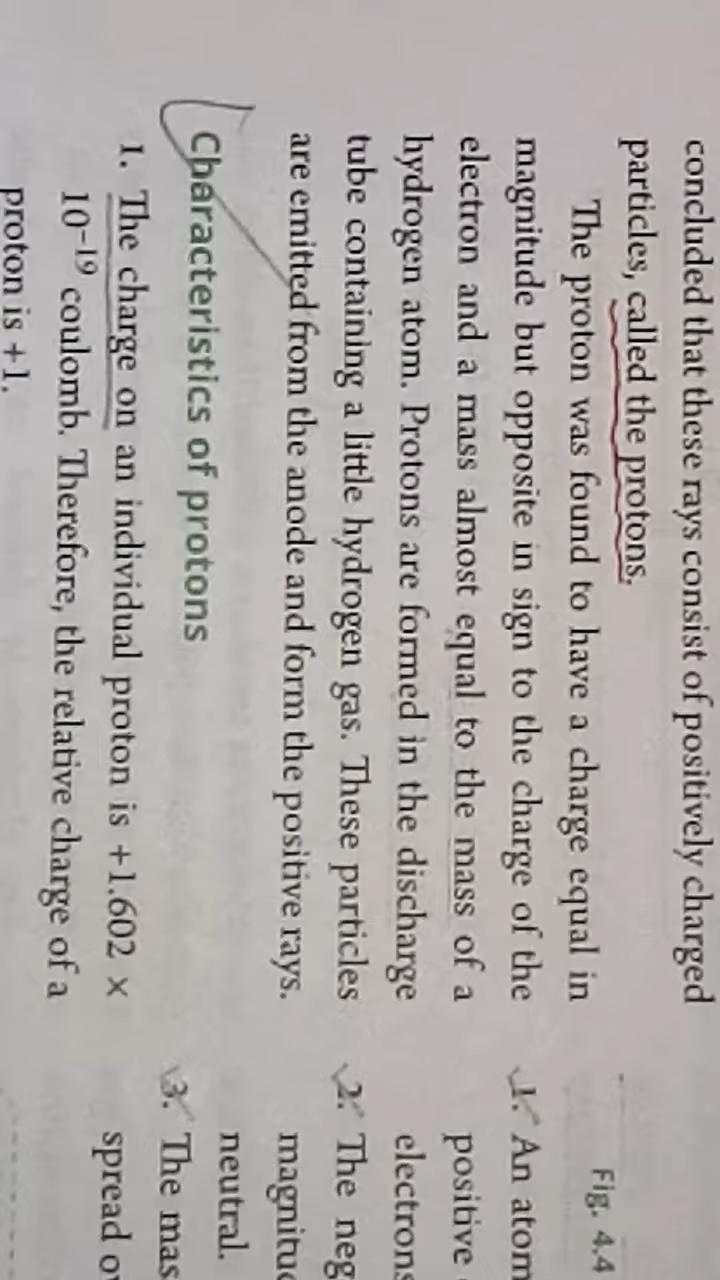 concluded that these rays consist of positively charged
particles, called the protons.
The proton was found to have a charge equal in
magnitude but opposite in sign to the charge of the
electron and a mass almost equal to the mass of a
hydrogen atom. Protons are formed in the discharge
tube containing a little hydrogen gas. These particles
are emitted from the anode and form the positive rays.
Characteristics of protons
1. The charge on an individual proton is +1.602 ×
10⁻¹⁹ coulomb. Therefore, the relative charge of a
proton is +1.
Fig. 4.4
1. An atom
positive
electrons
2. The neg
magnitud
neutral.
3. The mas
spread ov